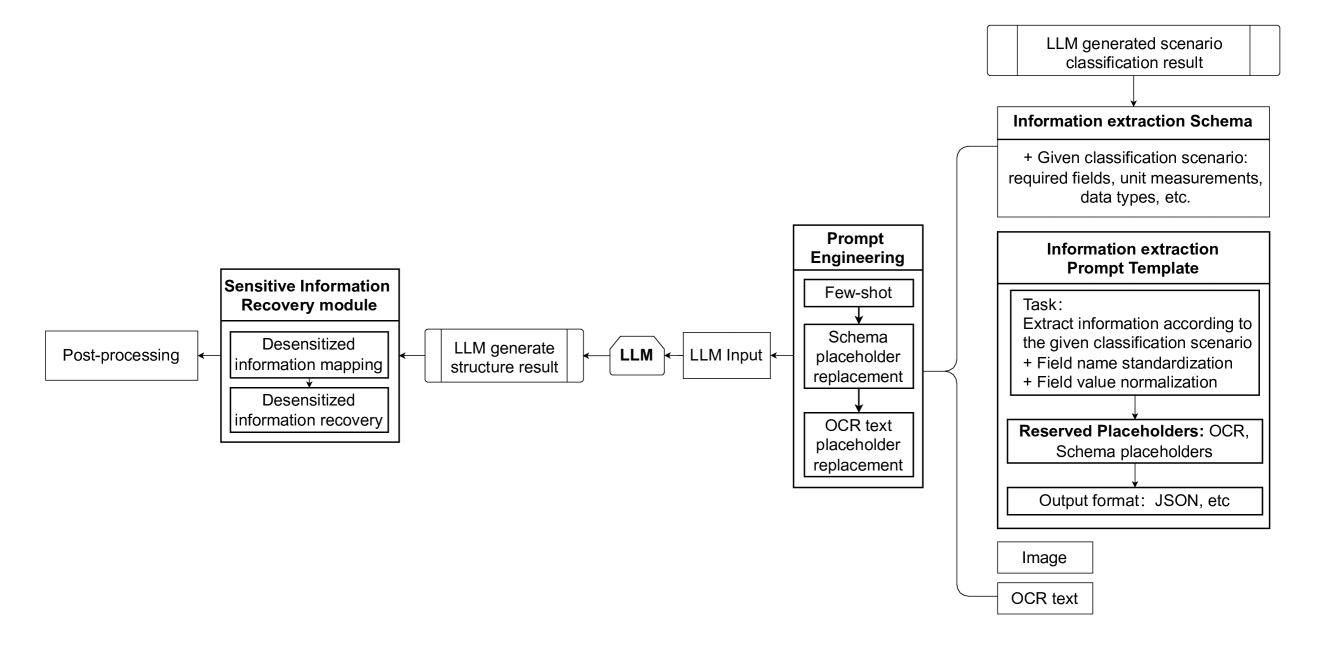 LLM generated scenario
classification result
Information extraction Schema
+ Given classification scenario:
required fields, unit measurements,
data types, etc.
Information extraction
Prompt Template
Task：
Extract information according to
the given classification scenario
+ Field name standardization
+ Field value normalization
Reserved Placeholders: OCR,
Schema placeholders
Output format：JSON, etc
Image
OCR text
Prompt
Engineering
Few-shot
Schema
placeholder
replacement
OCR text
placeholder
replacement
LLM Input
LLM
LLM generate
structure result
Sensitive Information
Recovery module
Desensitized
information mapping
Desensitized
information recovery
Post-processing